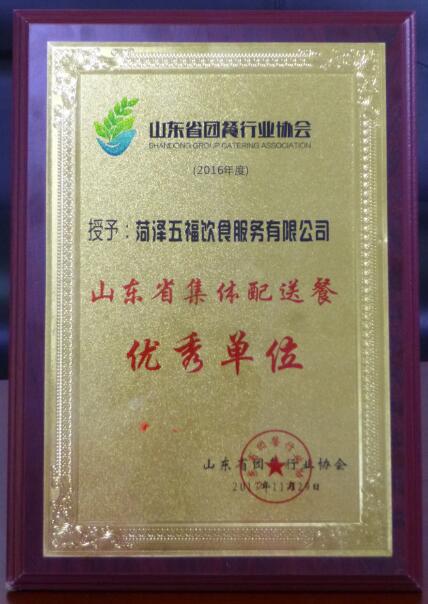 山东省团餐行业协会
SHANDONG GROUP CATERING ASSOCIATION
(2016年度)
授予：菏泽五福饮食服务有限公司
山东省集体配送餐
优秀单位
山东省团餐行业协会